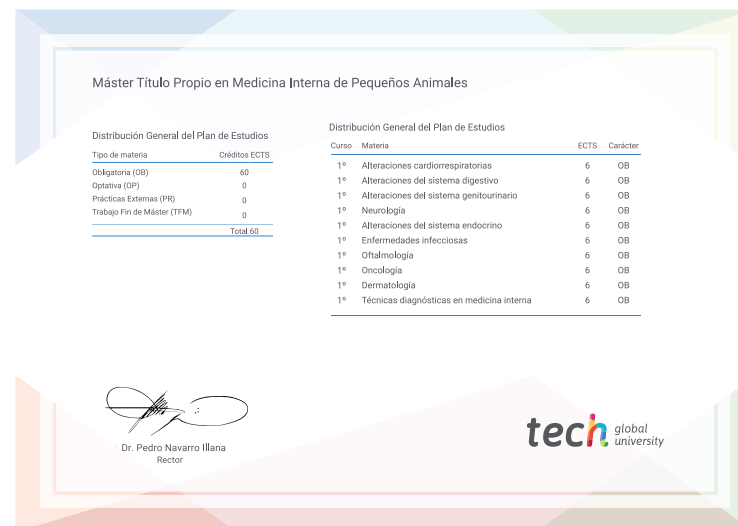 Máster Título Propio en Medicina Interna de Pequeños Animales
Distribución General del Plan de Estudios
Tipo de materia Créditos ECTS
Obligatoria (OB) 60
Optativa (OP) 0
Prácticas Externas (PR) 0
Trabajo Fin de Máster (TFM) 0
Total 60
Distribución General del Plan de Estudios
Curso Materia ECTS Carácter
1º Alteraciones cardiorrespiratorias 6 OB
1º Alteraciones del sistema digestivo 6 OB
1º Alteraciones del sistema genitourinario 6 OB
1º Neurología 6 OB
1º Alteraciones del sistema endocrino 6 OB
1º Enfermedades infecciosas 6 OB
1º Oftalmología 6 OB
1º Oncología 6 OB
1º Dermatología 6 OB
1º Técnicas diagnósticas en medicina interna 6 OB
Dr. Pedro Navarro Illana
Rector
tech global
university